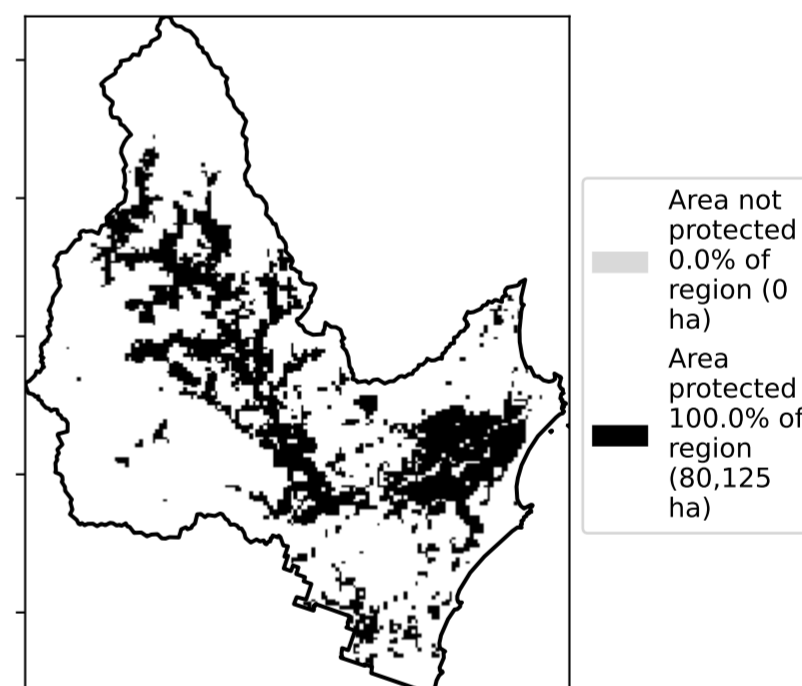 Area not
protected
0.0% of
region (0
ha)
Area
protected
100.0% of
region
(80,125
ha)